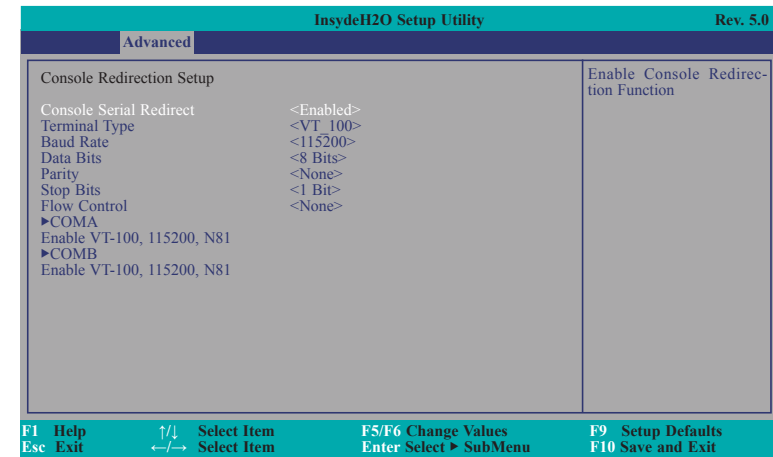 InsydeH2O Setup Utility Rev. 5.0
Advanced
Console Redirection Setup
Console Serial Redirect <Enabled>
Terminal Type <VT_100>
Baud Rate <115200>
Data Bits <8 Bits>
Parity <None>
Stop Bits <1 Bit>
Flow Control <None>
▶COMA
Enable VT-100, 115200, N81
▶COMB
Enable VT-100, 115200, N81
Enable Console Redirec-
tion Function
F1 Help ↑/↓ Select Item F5/F6 Change Values F9 Setup Defaults
Esc Exit ←/→ Select Item Enter Select ▶ SubMenu F10 Save and Exit